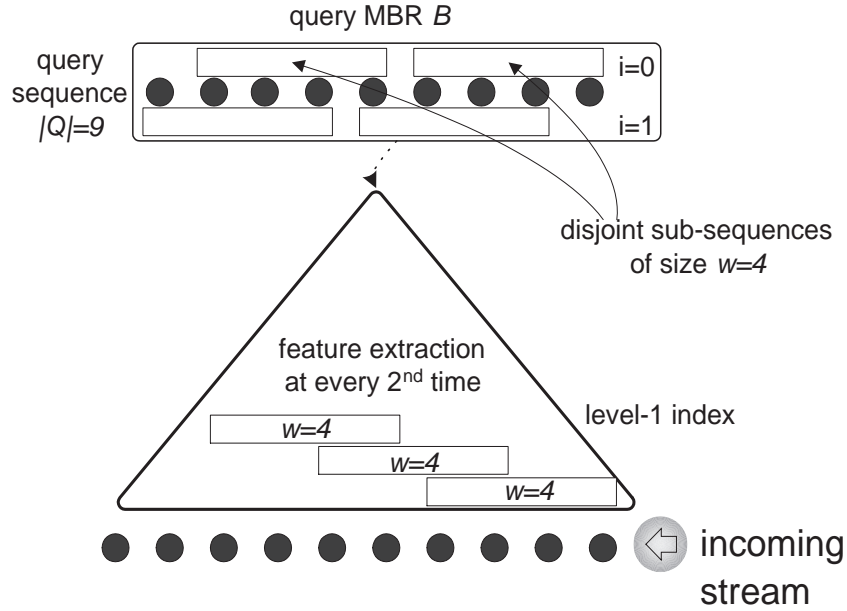 query MBR B
query
sequence
|Q|=9
i=0
i=1
disjoint sub-sequences
of size w=4
feature extraction
at every 2nd time
level-1 index
w=4
w=4
w=4
incoming
stream